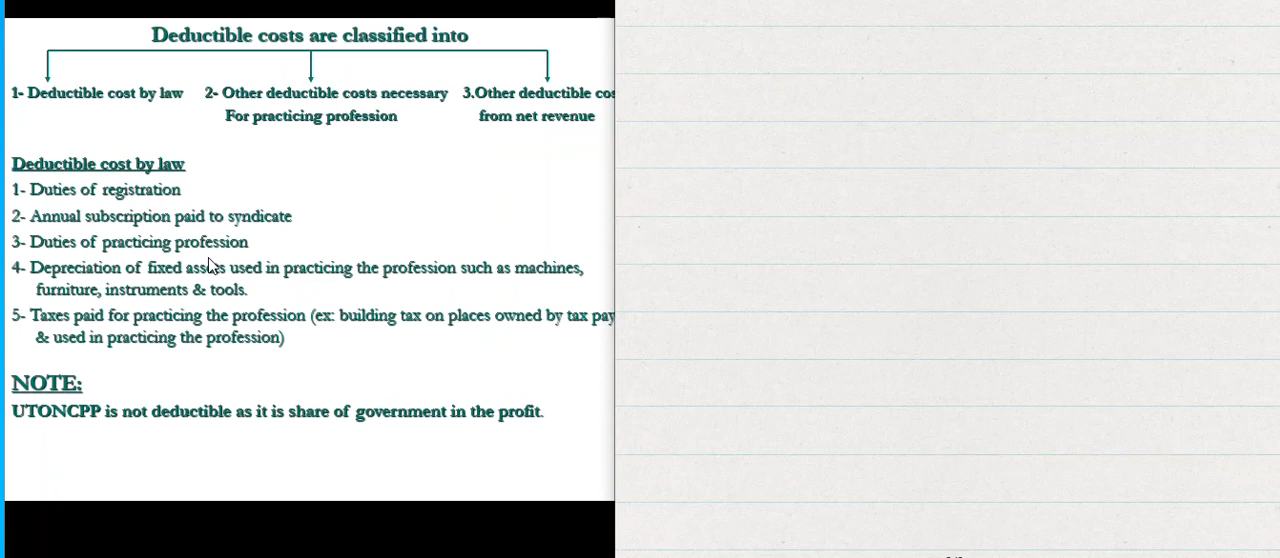 Deductible costs are classified into
1- Deductible cost by law 2- Other deductible costs necessary 3.Other deductible cos
For practicing profession from net revenue
Deductible cost by law
1- Duties of registration
2- Annual subscription paid to syndicate
3- Duties of practicing profession
4- Depreciation of fixed assets used in practicing the profession such as machines,
furniture, instruments & tools.
5- Taxes paid for practicing the profession (ex: building tax on places owned by tax pay
& used in practicing the profession)
NOTE:
UTONCPP is not deductible as it is share of government in the profit.